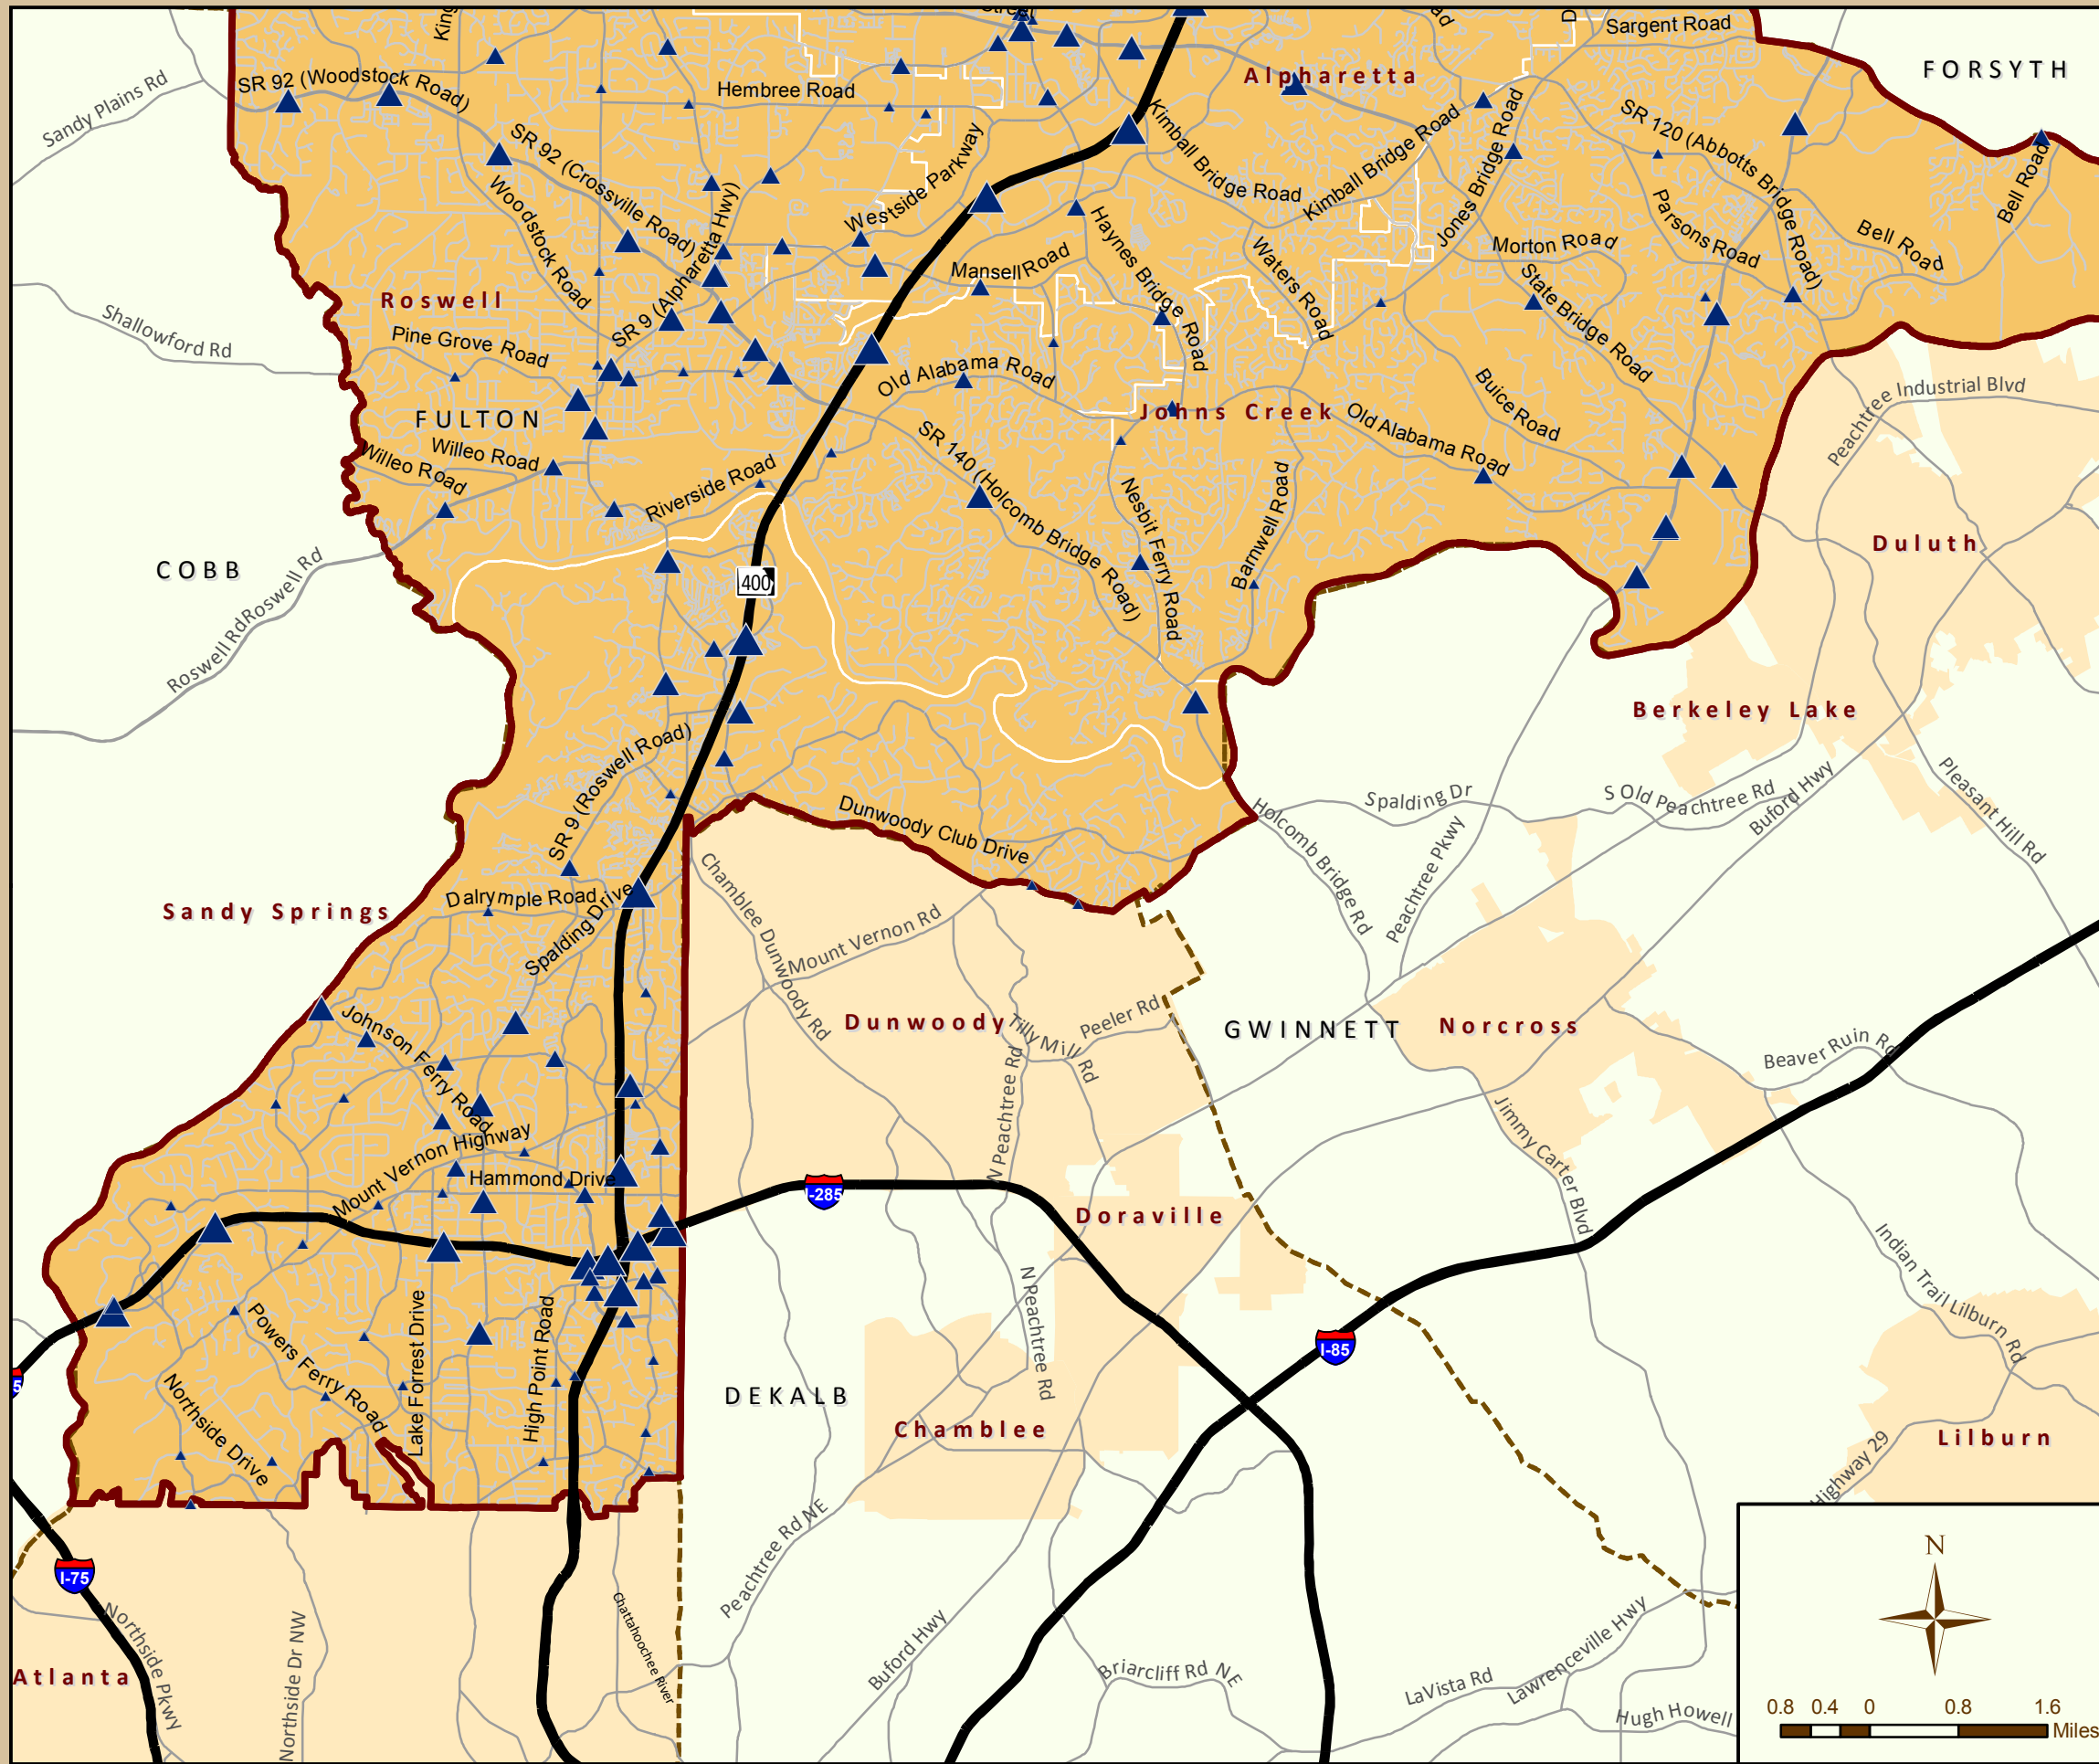 Street
King
Sargent Road
FORSYTH
Alpharetta
Sandy Plains Rd
SR 92 (Woodstock Road)
Hembree Road
SR 92 (Crossville Road)
Woodstock Road
Westside Parkway
Kimball Bridge Road
Kimball Bridge Road
Jones Bridge Road
SR 120 (Abbotts Bridge Road)
Parsons Road
Bell Road
Bell Road
Morton Road
State Bridge Road
Haynes Bridge Road
Waters Road
Mansell Road
SR 9 (Alpharetta Hwy)
Roswell
Shallowford Rd
Pine Grove Road
Old Alabama Road
Johns Creek
Old Alabama Road
Buice Road
Peachtree Industrial Blvd
FULTON
Willeo Road
Willeo Road
Riverside Road
SR 140 (Holcomb Bridge Road)
Nesbit Ferry Road
Barnwell Road
Duluth
COBB
Roswell Rd
Roswell Rd
400
Berkeley Lake
SR 9 (Roswell Road)
Dunwoody Club Drive
Holcomb Bridge Rd
Spalding Dr
S Old Peachtree Rd
Buford Hwy
Pleasant Hill Rd
Peachtree Pkwy
Sandy Springs
Dalrymple Road
Spalding Drive
Chamblee Dunwoody Rd
Mount Vernon Rd
Dunwoody
Tilly Mill Rd
Peeler Rd
GWINNETT
Norcross
Beaver Ruin Rd
Johnson Ferry Road
Mount Vernon Highway
Hammond Drive
W Peachtree Rd
Jimmy Carter Blvd
I-285
Doraville
Indian Trail Lilburn Rd
N Peachtree Rd
I-85
5
Powers Ferry Road
Lake Forrest Drive
High Point Road
Northside Drive
DEKALB
Chamblee
Lilburn
Highway 29
I-75
Peachtree Rd NE
Chattahoochee River
Northside Pkwy
Northside Dr NW
Atlanta
Buford Hwy
Briarcliff Rd NE
LaVista Rd
Lawrenceville Hwy
Hugh Howell
N
0.8 0.4 0 0.8 1.6
Miles